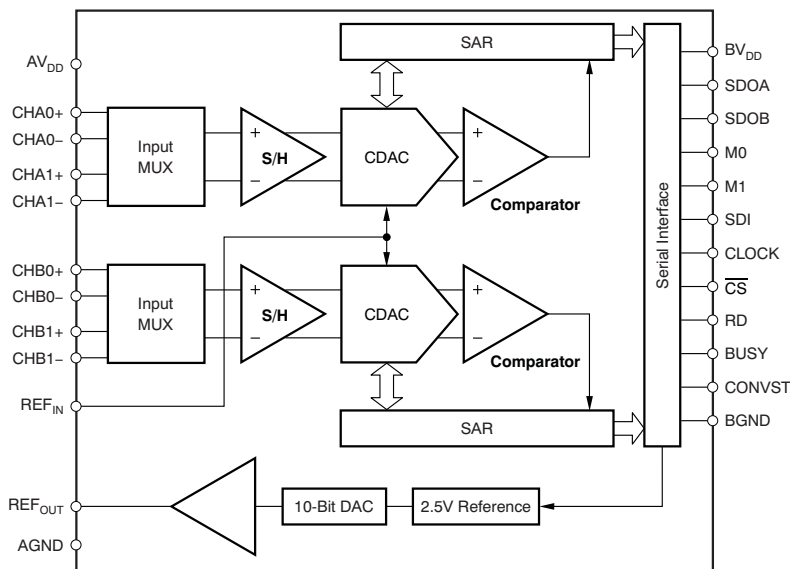 AVDD
CHA0+
CHA0−
CHA1+
CHA1−
CHB0+
CHB0−
CHB1+
CHB1−
REFIN
REFOUT
AGND
Input
MUX
+
−
S/H
SAR
CDAC
+
−
Comparator
Input
MUX
+
−
S/H
CDAC
+
−
Comparator
SAR
10-Bit DAC
2.5V Reference
Serial Interface
BVDD
SDOA
SDOB
M0
M1
SDI
CLOCK
C̅S̅
RD
BUSY
CONVST
BGND